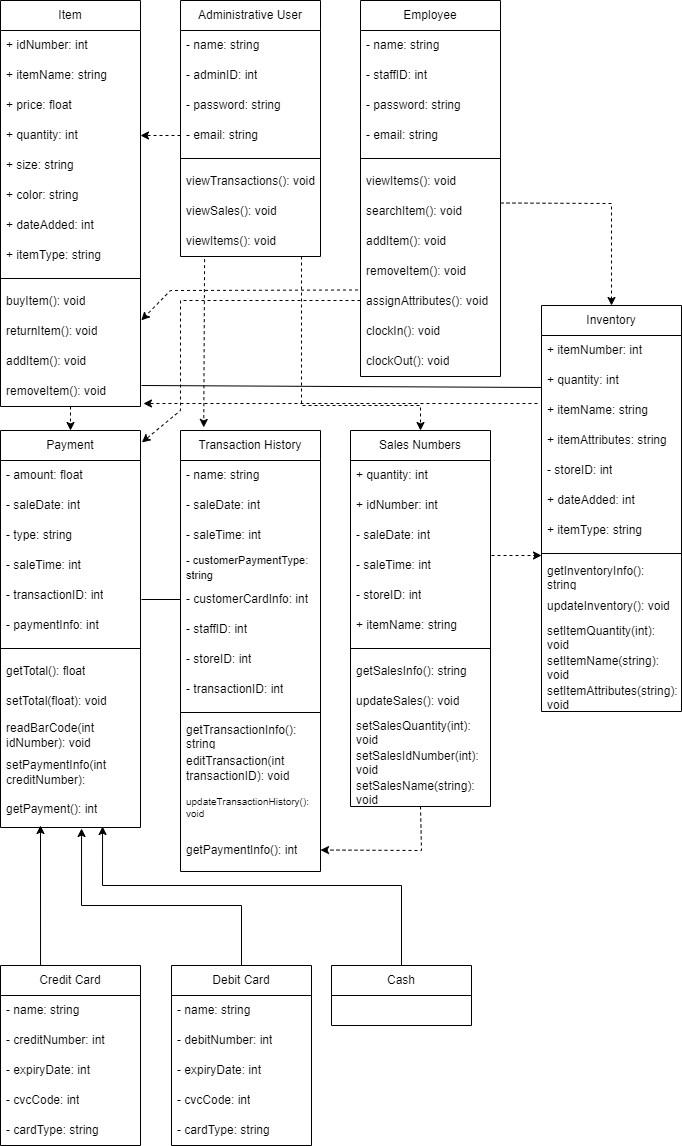 Item
+ idNumber: int
+ itemName: string
+ price: float
+ quantity: int
+ size: string
+ color: string
+ dateAdded: int
+ itemType: string
buyItem(): void
returnItem(): void
addItem(): void
removeItem(): void
Administrative User
- name: string
- adminID: int
- password: string
- email: string
viewTransactions(): void
viewSales(): void
viewItems(): void
Employee
- name: string
- staffID: int
- password: string
- email: string
viewItems(): void
searchItem(): void
addItem(): void
removeItem(): void
assignAttributes(): void
clockIn(): void
clockOut(): void
Inventory
+ itemNumber: int
+ quantity: int
+ itemName: string
+ itemAttributes: string
- storeID: int
+ dateAdded: int
+ itemType: string
getInventoryInfo():
string
updateInventory(): void
setItemQuantity(int):
void
setItemName(string):
void
setItemAttributes(string):
void
Payment
- amount: float
- saleDate: int
- type: string
- saleTime: int
- transactionID: int
- paymentInfo: int
getTotal(): float
setTotal(float): void
readBarCode(int
idNumber): void
setPaymentInfo(int
creditNumber):
getPayment(): int
Transaction History
- name: string
- saleDate: int
- saleTime: int
- customerPaymentType:
string
- customerCardInfo: int
- staffID: int
- storeID: int
- transactionID: int
getTransactionInfo():
string
editTransaction(int
transactionID): void
updateTransactionHistory():
void
getPaymentInfo(): int
Sales Numbers
+ quantity: int
+ idNumber: int
- saleDate: int
- saleTime: int
- storeID: int
+ itemName: string
getSalesInfo(): string
updateSales(): void
setSalesQuantity(int):
void
setSalesIdNumber(int):
void
setSalesName(string):
void
Credit Card
- name: string
- creditNumber: int
- expiryDate: int
- cvcCode: int
- cardType: string
Debit Card
- name: string
- debitNumber: int
- expiryDate: int
- cvcCode: int
- cardType: string
Cash